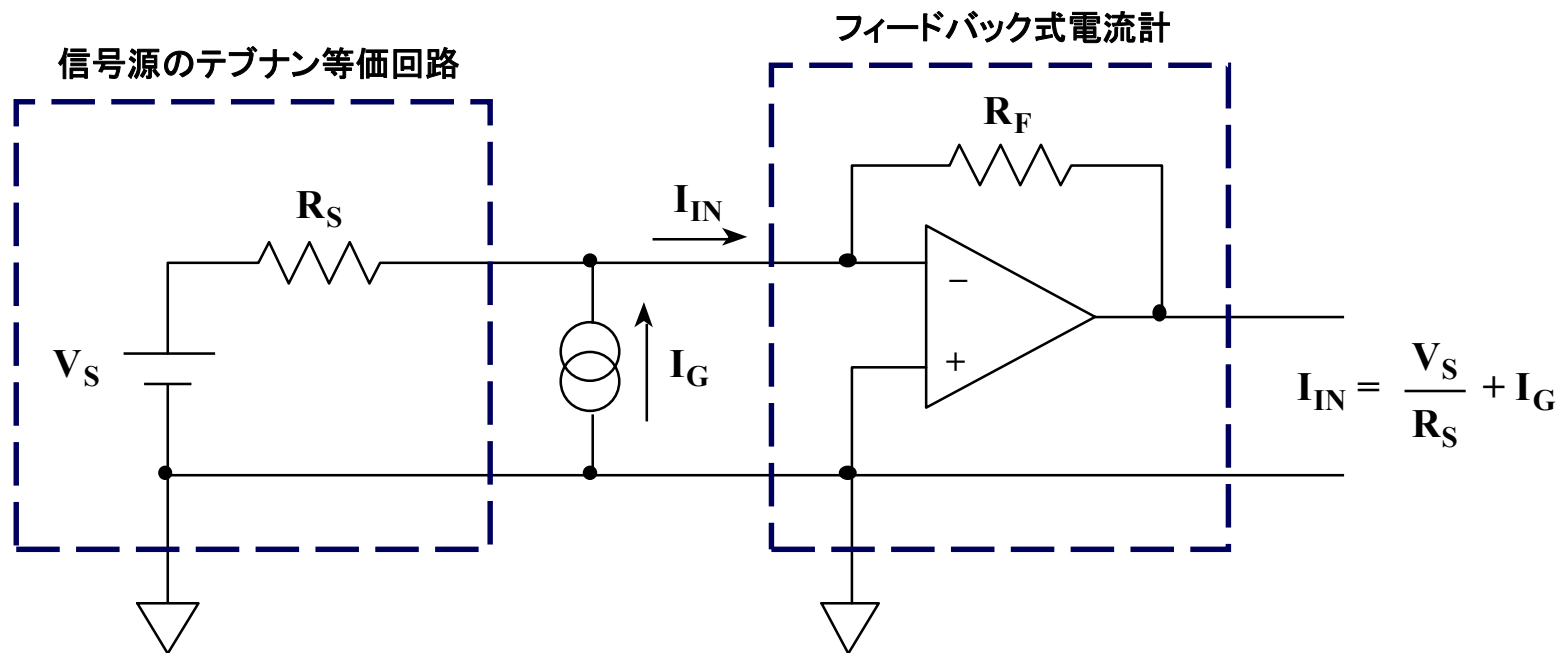 フィードバック式電流計
信号源のテブナン等価回路
R_F
R_S
I_IN
−
V_S
I_G
+
I_IN = V_S / R_S + I_G